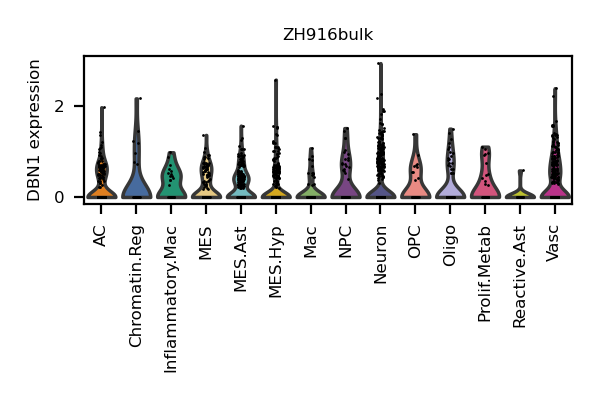 ZH916bulk
DBN1 expression
2
0
AC
Chromatin.Reg
Inflammatory.Mac
MES
MES.Ast
MES.Hyp
Mac
NPC
Neuron
OPC
Oligo
Prolif.Metab
Reactive.Ast
Vasc